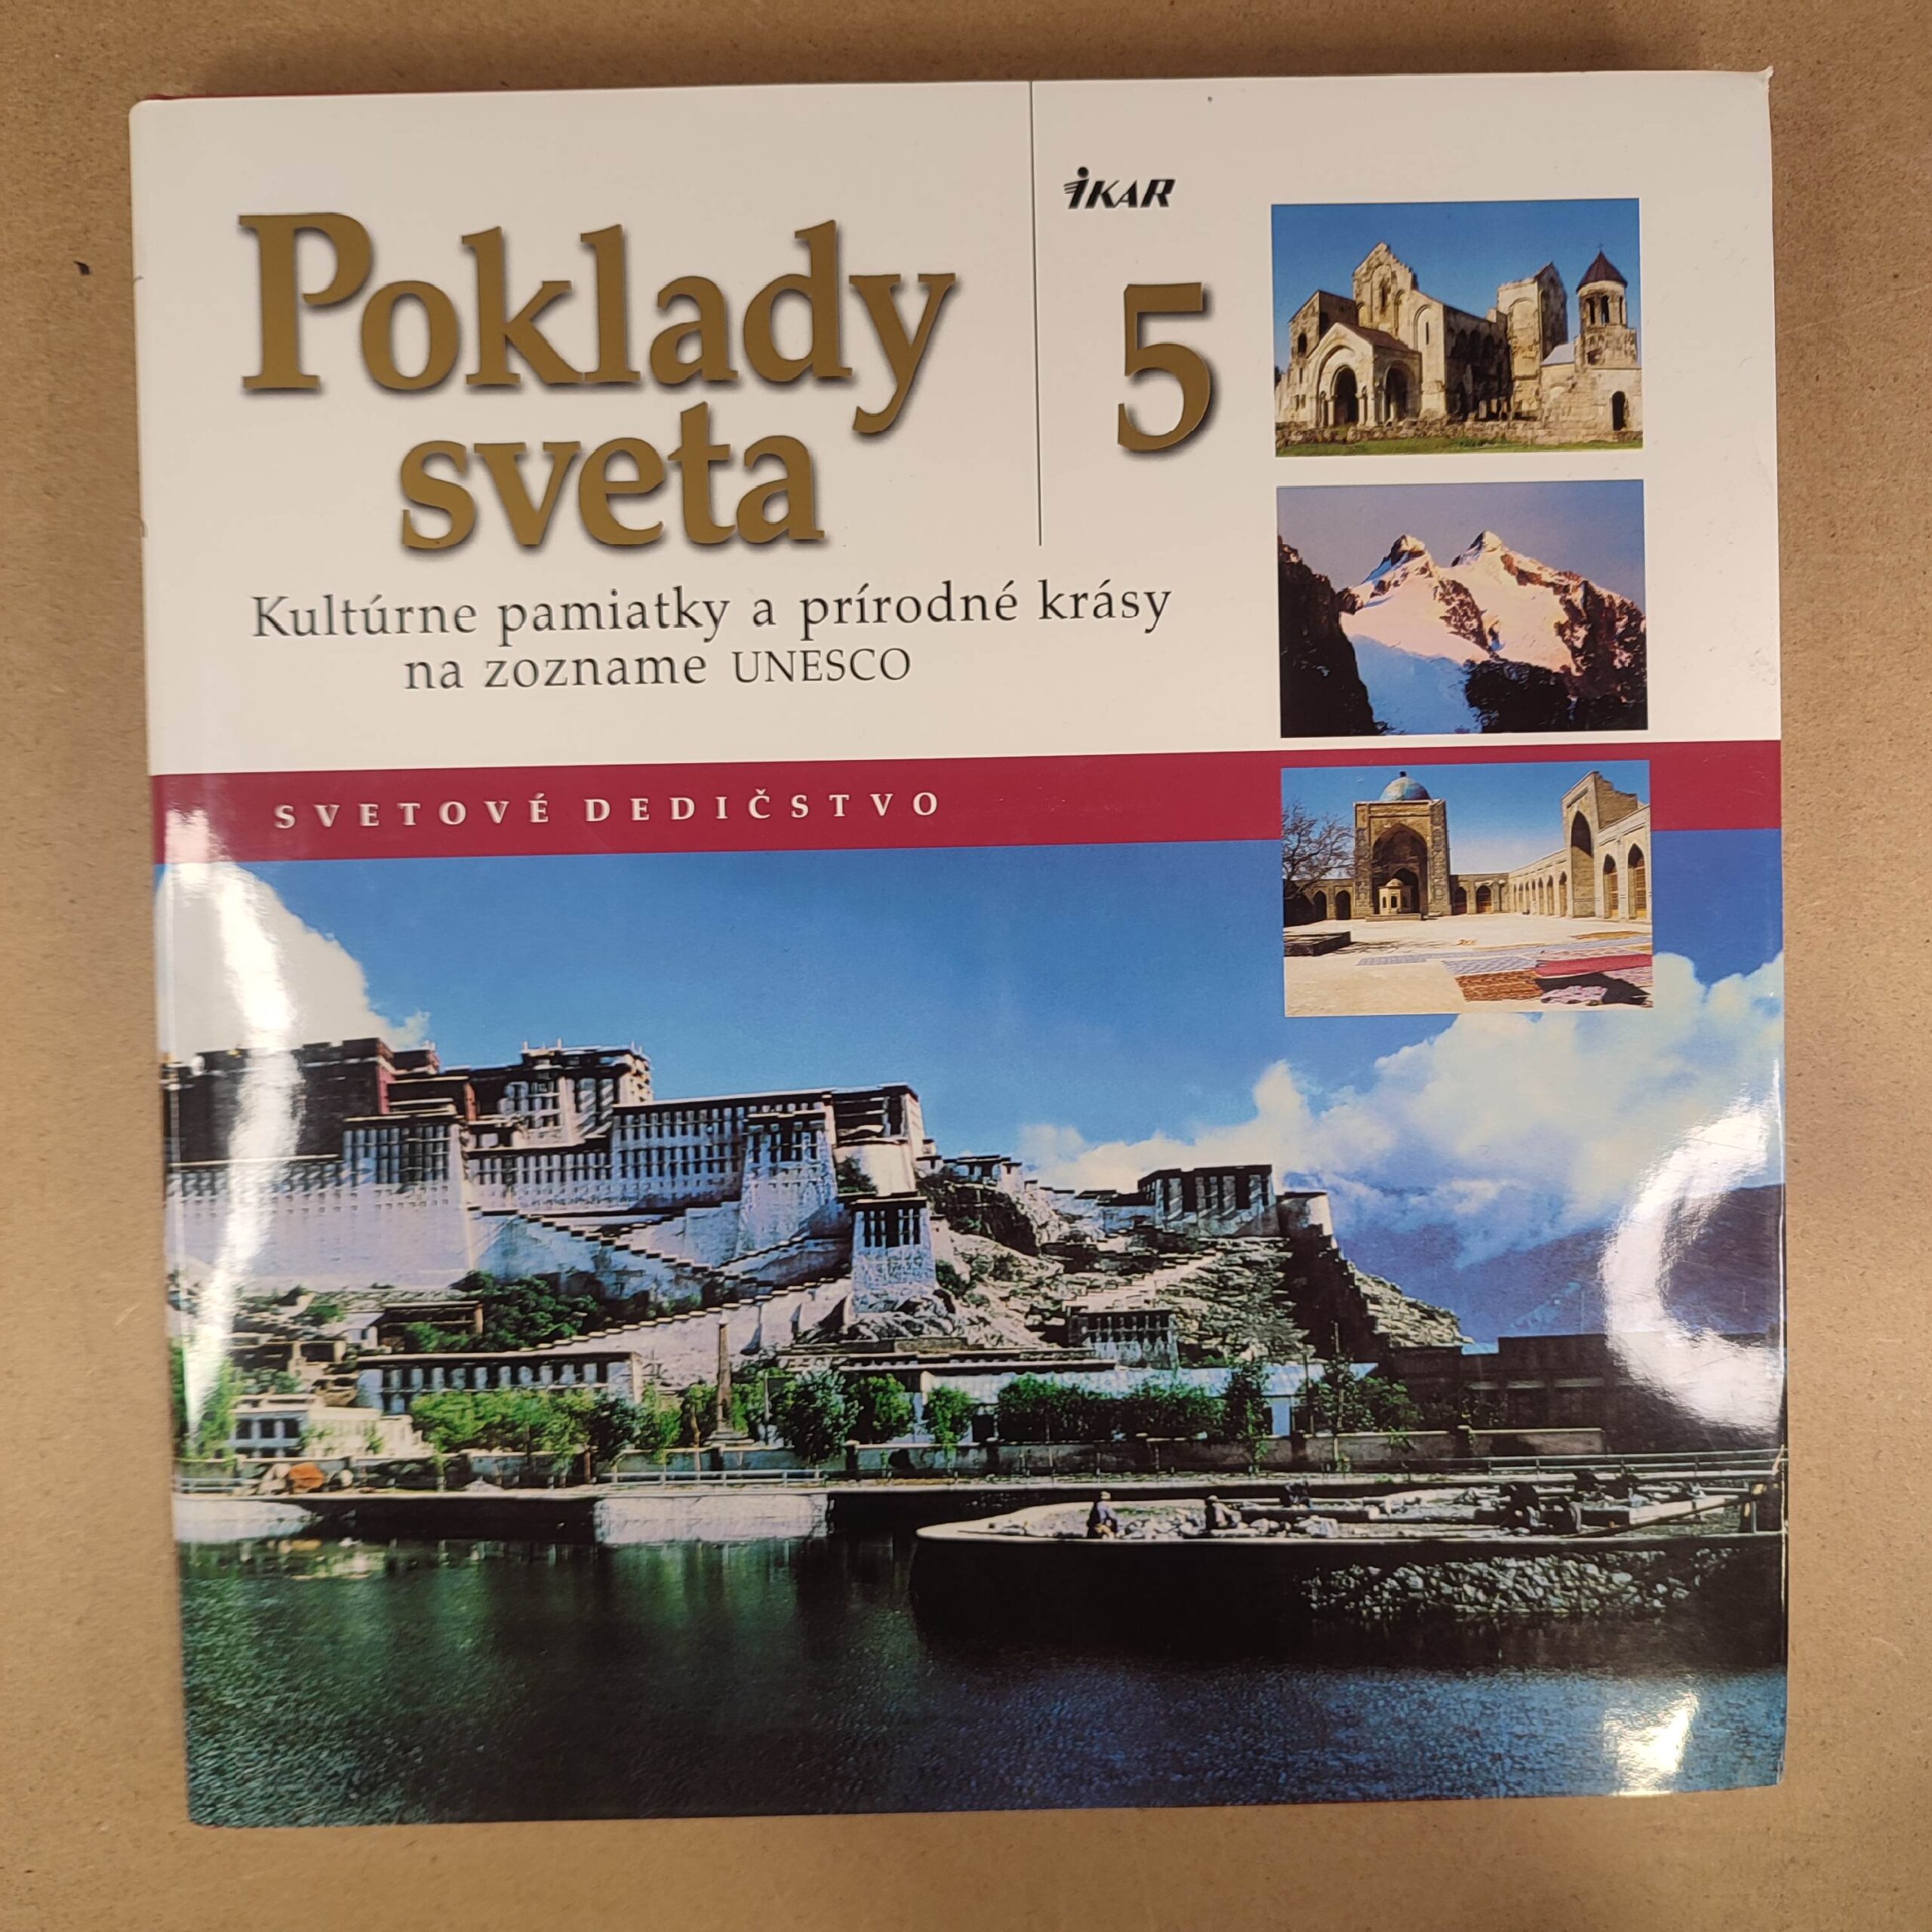 Poklady
sveta
IKAR
5
Kultúrne pamiatky a prírodné krásy
na zozname UNESCO
SVETOVÉ DEDIČSTVO